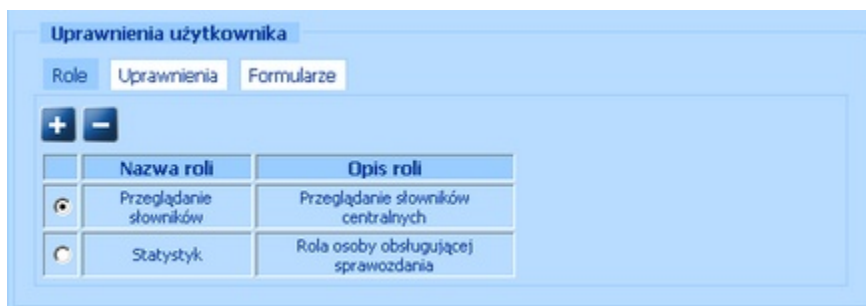 Uprawnienia użytkownika
Role Uprawnienia Formularze
Nazwa roli Opis roli
Przeglądanie słowników Przeglądanie słowników centralnych
Statystyk Rola osoby obsługującej sprawozdania